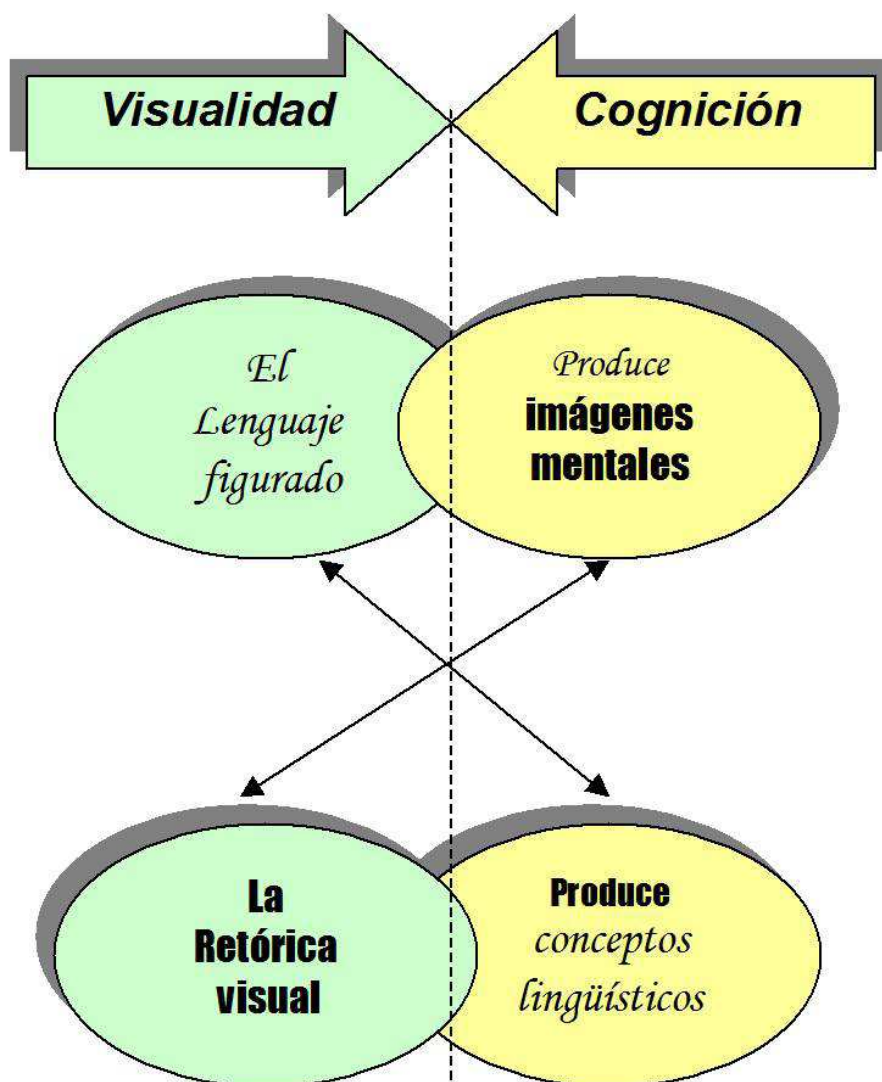 Visualidad
Cognición
El
Lenguaje
figurado
Produce
imágenes
mentales
La
Retórica
visual
Produce
conceptos
lingüísticos